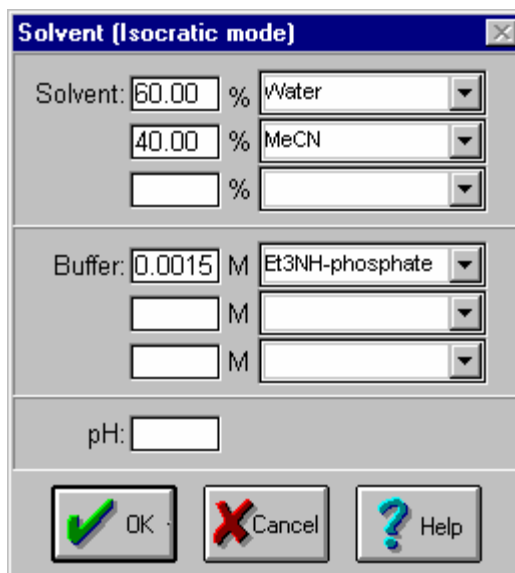 Solvent (Isocratic mode)
Solvent: 60.00 % Water
40.00 % MeCN
%
Buffer: 0.0015 M Et3NH-phosphate
M
M
pH:
OK Cancel Help